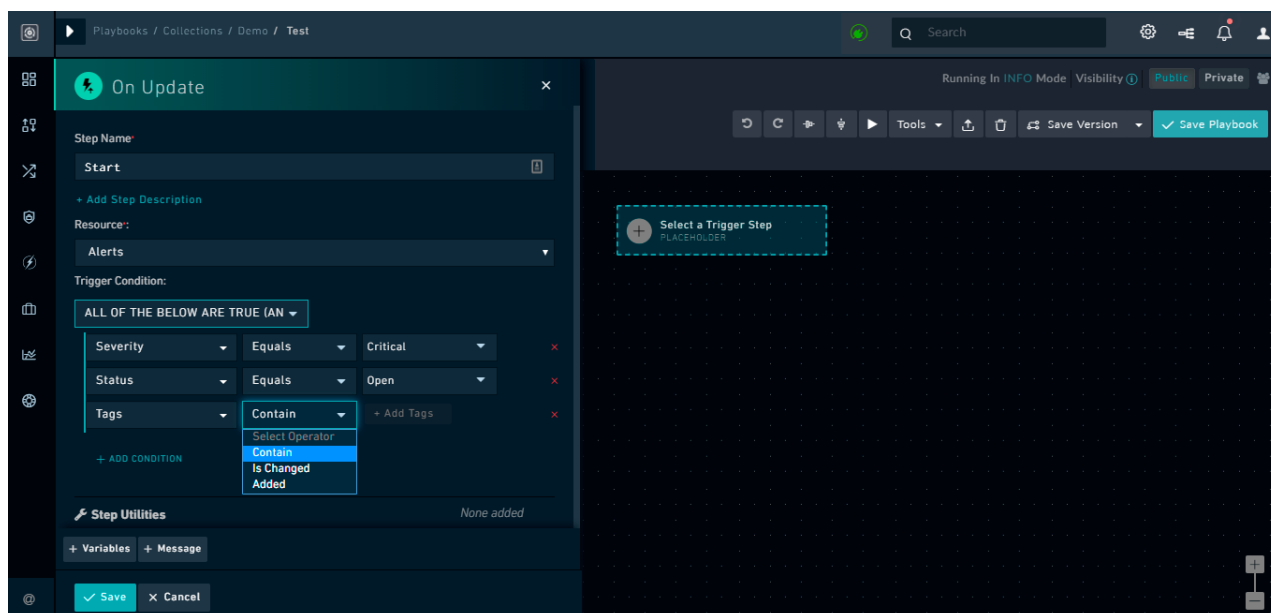 Playbooks / Collections / Demo / Test
Search
On Update
Running In INFO Mode Visibility Public Private
Tools
Save Version
Save Playbook
Step Name
Start
+ Add Step Description
Resource:
Alerts
Trigger Condition:
ALL OF THE BELOW ARE TRUE (AN
Severity Equals Critical
Status Equals Open
Tags Contain + Add Tags
Select Operator
Contain
Is Changed
Added
+ ADD CONDITION
Step Utilities None added
+ Variables + Message
Save Cancel
Select a Trigger Step
PLACEHOLDER